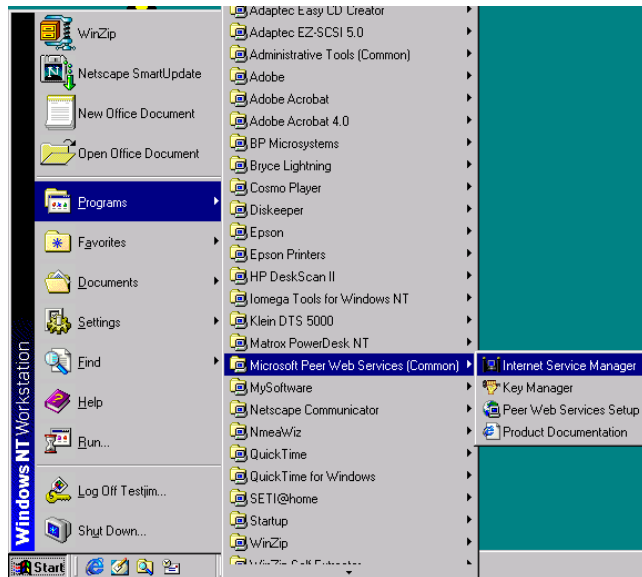 WinZip
Netscape SmartUpdate
New Office Document
Open Office Document
Programs
Favorites
Documents
Settings
Find
Help
Run...
Log Off Testjim...
Shut Down...
Windows NT Workstation
Start
Adaptec Easy CD Creator
Adaptec EZ-SCSI 5.0
Administrative Tools (Common)
Adobe
Adobe Acrobat
Adobe Acrobat 4.0
BP Microsystems
Bryce Lightning
Cosmo Player
Diskeeper
Epson
Epson Printers
HP DeskScan II
Iomega Tools for Windows NT
Klein DTS 5000
Matrox PowerDesk NT
Microsoft Peer Web Services (Common)
MySoftware
Netscape Communicator
NmeaWiz
QuickTime
QuickTime for Windows
SETI@home
Startup
WinZip
WinZip Self-Extractor
Internet Service Manager
Key Manager
Peer Web Services Setup
Product Documentation